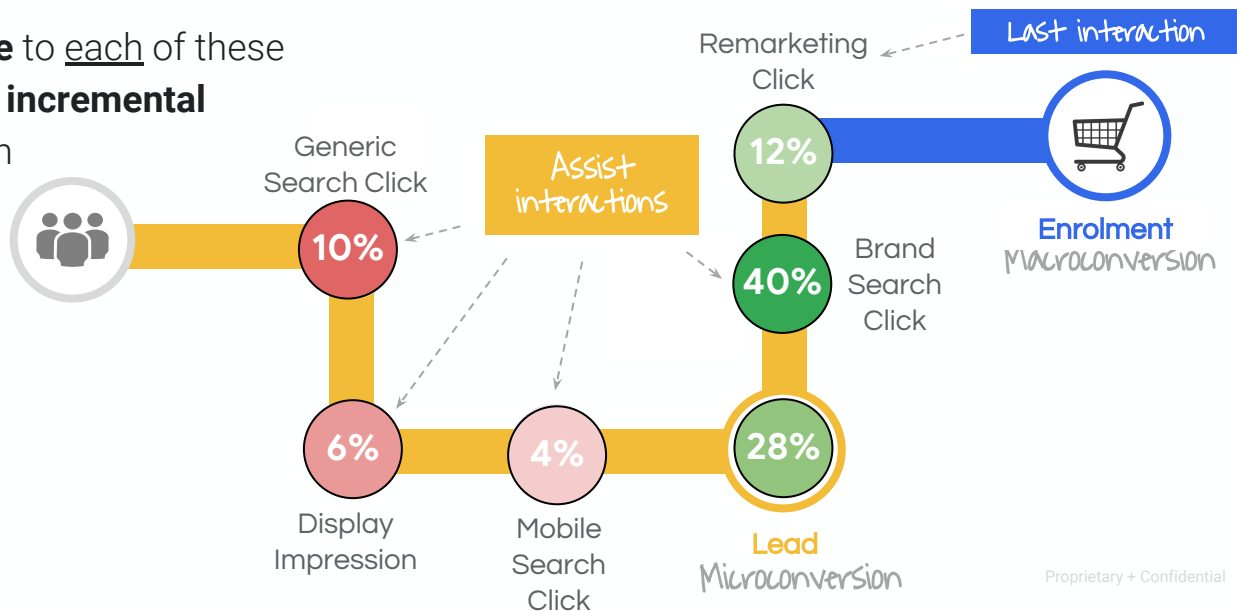 e to each of these
incremental
n
Generic
Search Click
10%
Assist
interactions
Remarketing
Click
12%
Last interaction
Enrolment
Macroconversion
40%
Brand
Search
Click
6%
Display
Impression
4%
Mobile
Search
Click
28%
Lead
Microconversion
Proprietary + Confidential